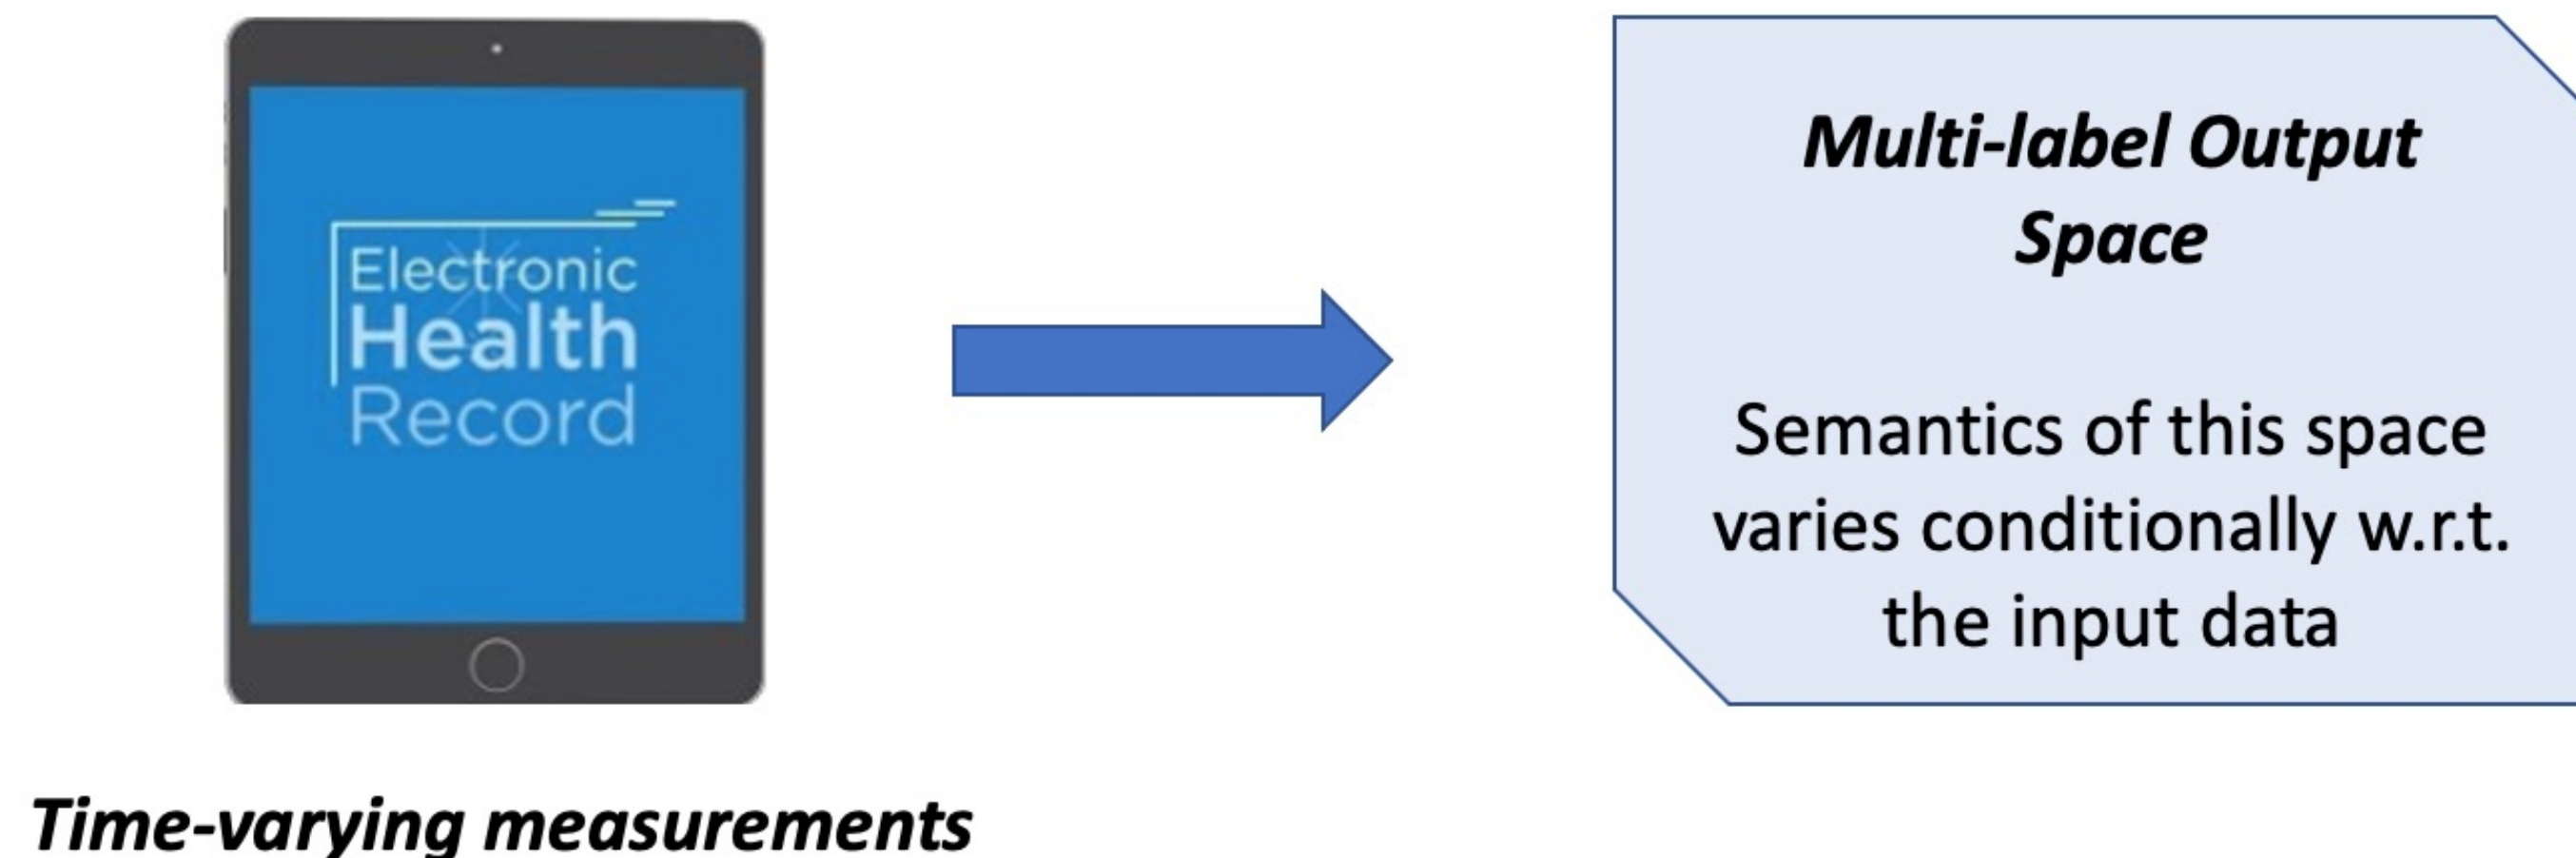 Electronic
Health
Record
Multi-label Output
Space
Semantics of this space
varies conditionally w.r.t.
the input data
Time-varying measurements